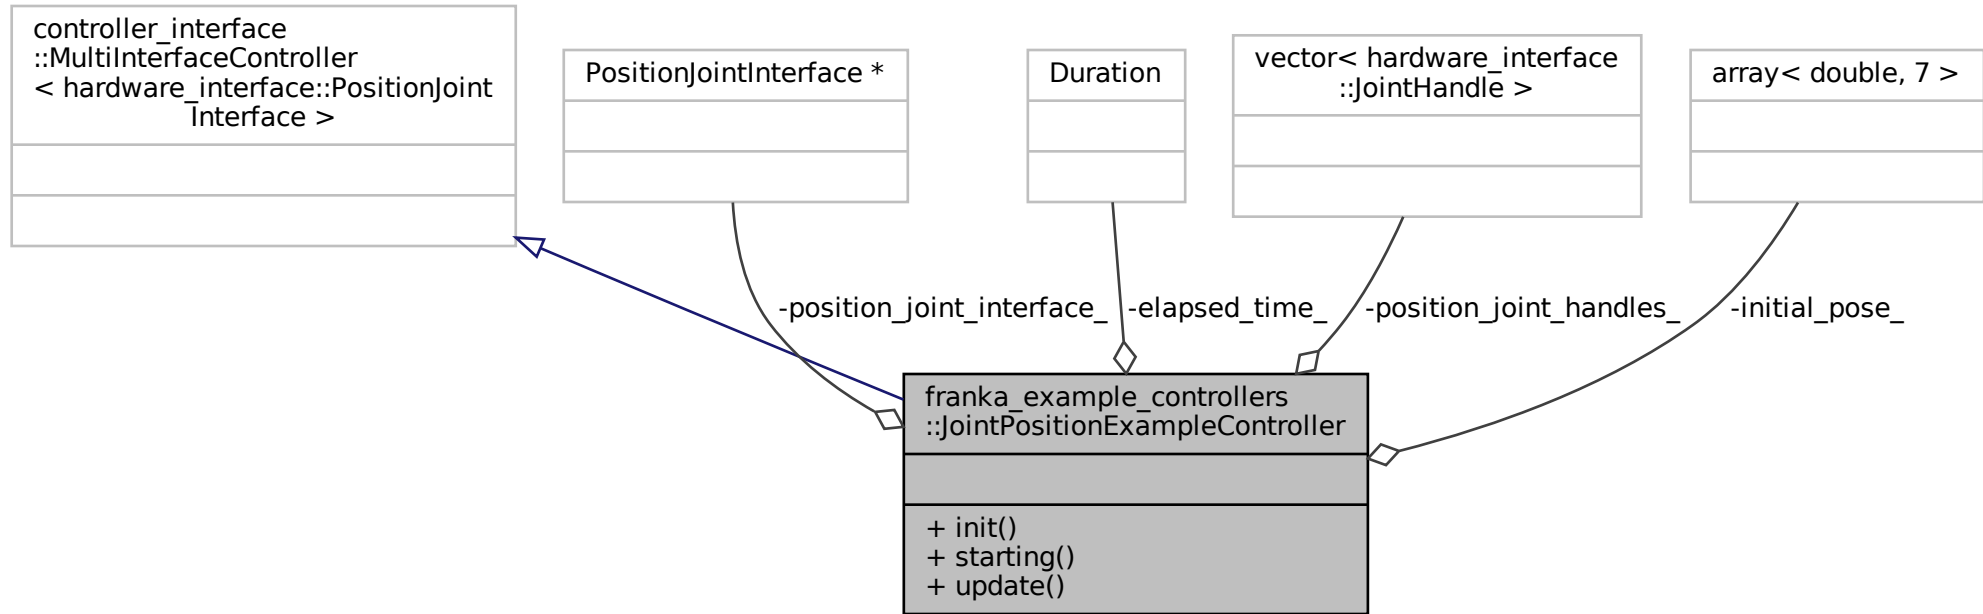 controller_interface
::MultiInterfaceController
< hardware_interface::PositionJoint
Interface >
PositionJointInterface *
Duration
vector< hardware_interface
::JointHandle >
array< double, 7 >
-position_joint_interface_
-elapsed_time_
-position_joint_handles_
-initial_pose_
franka_example_controllers
::JointPositionExampleController
+ init()
+ starting()
+ update()